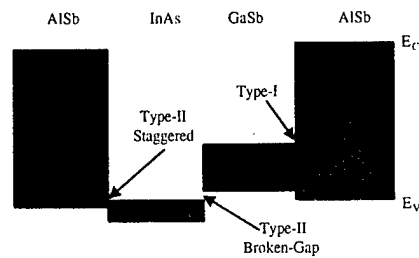 AlSb InAs GaSb AlSb
E_C
Type-I
Type-II
Staggered
E_V
Type-II
Broken-Gap